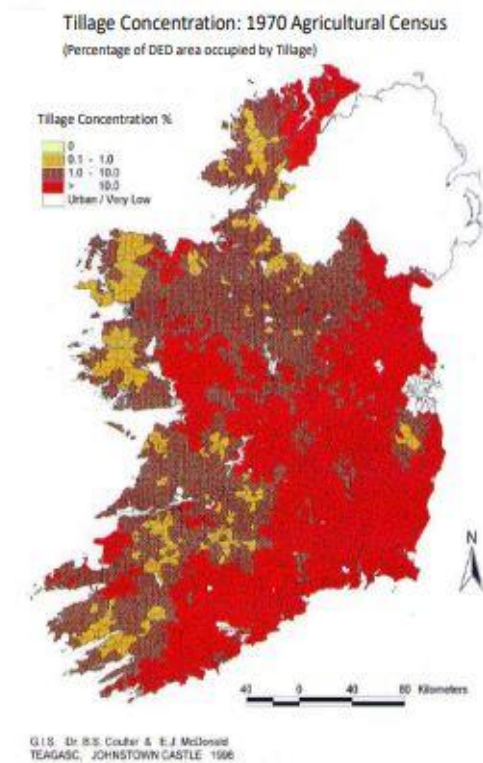 Tillage Concentration: 1970 Agricultural Census
(Percentage of DED area occupied by Tillage)
Tillage Concentration %
0
0.1 - 1.0
1.0 - 10.0
> 10.0
Urban / Very Low
N
40 0 40 80 Kilometers
G.I.S. Dr. B.S. Coulter & E.J. McDonald
TEAGASC, JOHNSTOWN CASTLE 1998